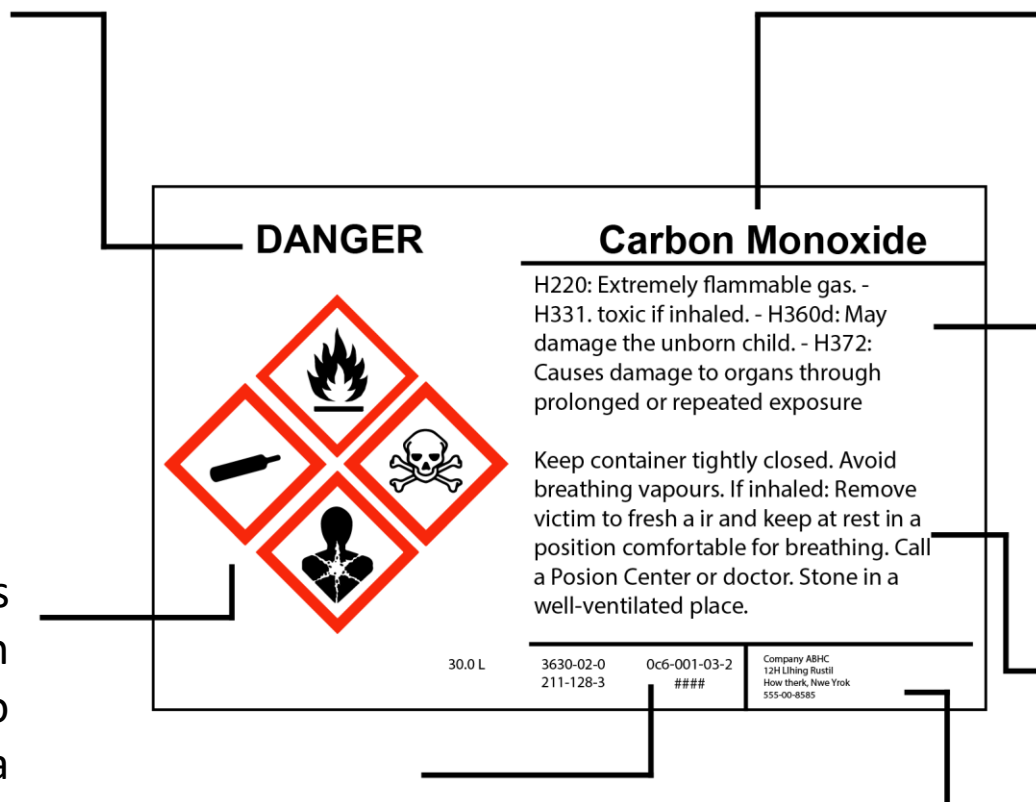 DANGER
Carbon Monoxide
H220: Extremely flammable gas. -
H331. toxic if inhaled. - H360d: May
damage the unborn child. - H372:
Causes damage to organs through
prolonged or repeated exposure
Keep container tightly closed. Avoid
breathing vapours. If inhaled: Remove
victim to fresh a ir and keep at rest in a
position comfortable for breathing. Call
a Posion Center or doctor. Stone in a
well-ventilated place.
s
n
o
a
30.0 L
3630-02-0
211-128-3
0c6-001-03-2
####
Company ABHC
12H Llhing Rustil
How therk, Nwe Yrok
555-00-8585